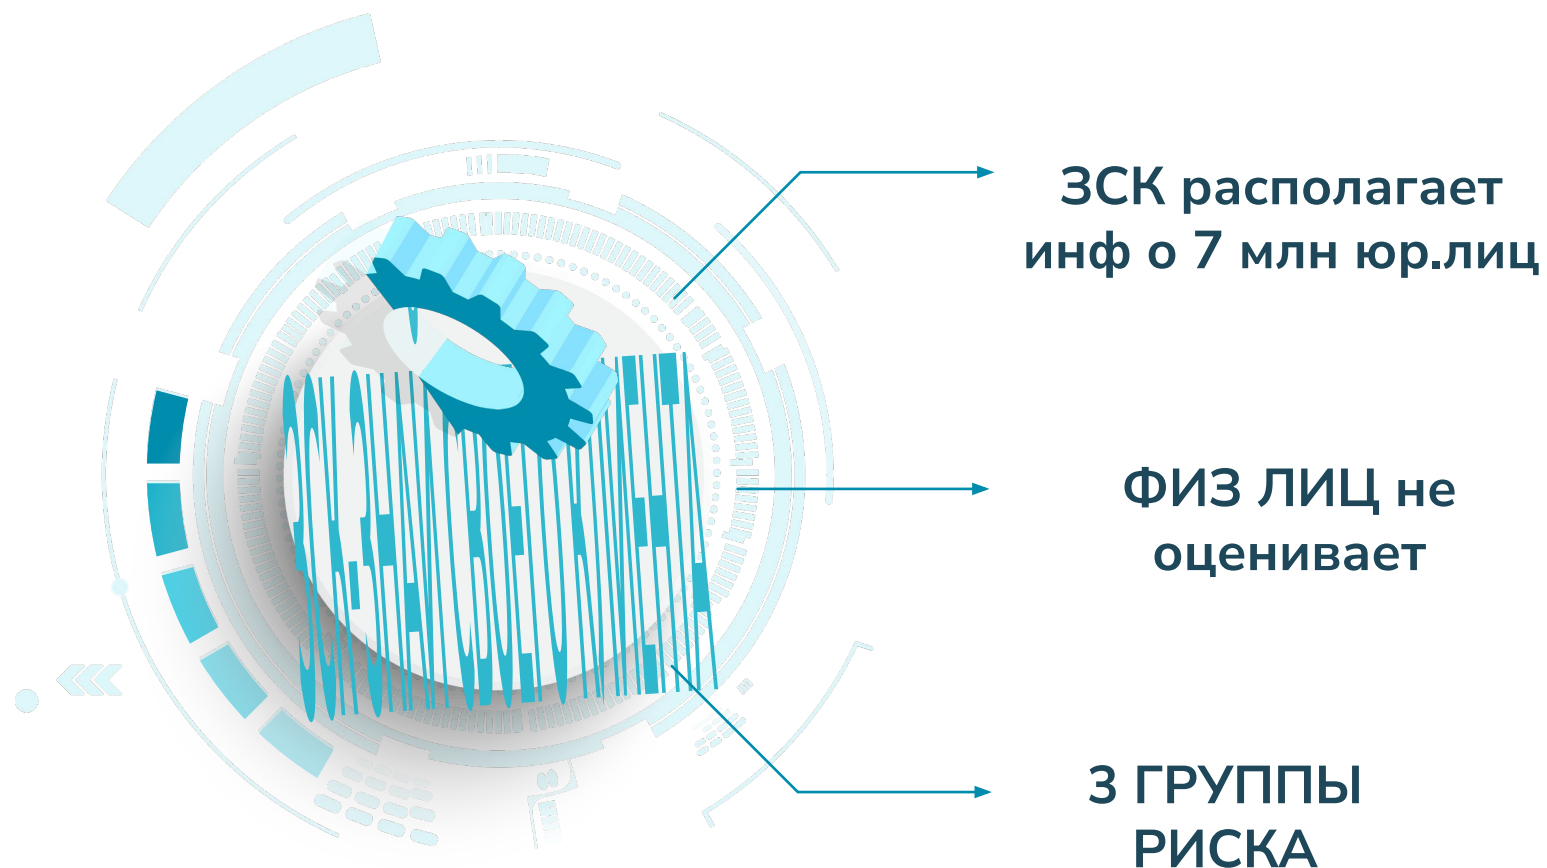 ЗСК располагает
инф о 7 млн юр.лиц
ФИЗ ЛИЦ не
оценивает
3 ГРУППЫ
РИСКА